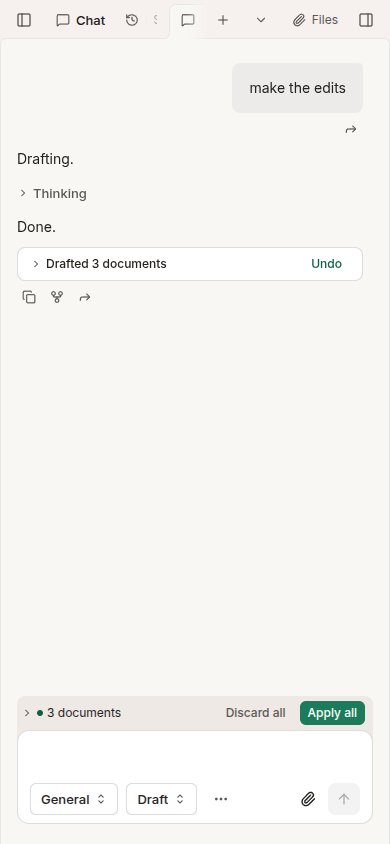 Chat
Files
make the edits
Drafting.
Thinking
Done.
Drafted 3 documents
Undo
3 documents
Discard all
Apply all
General
Draft